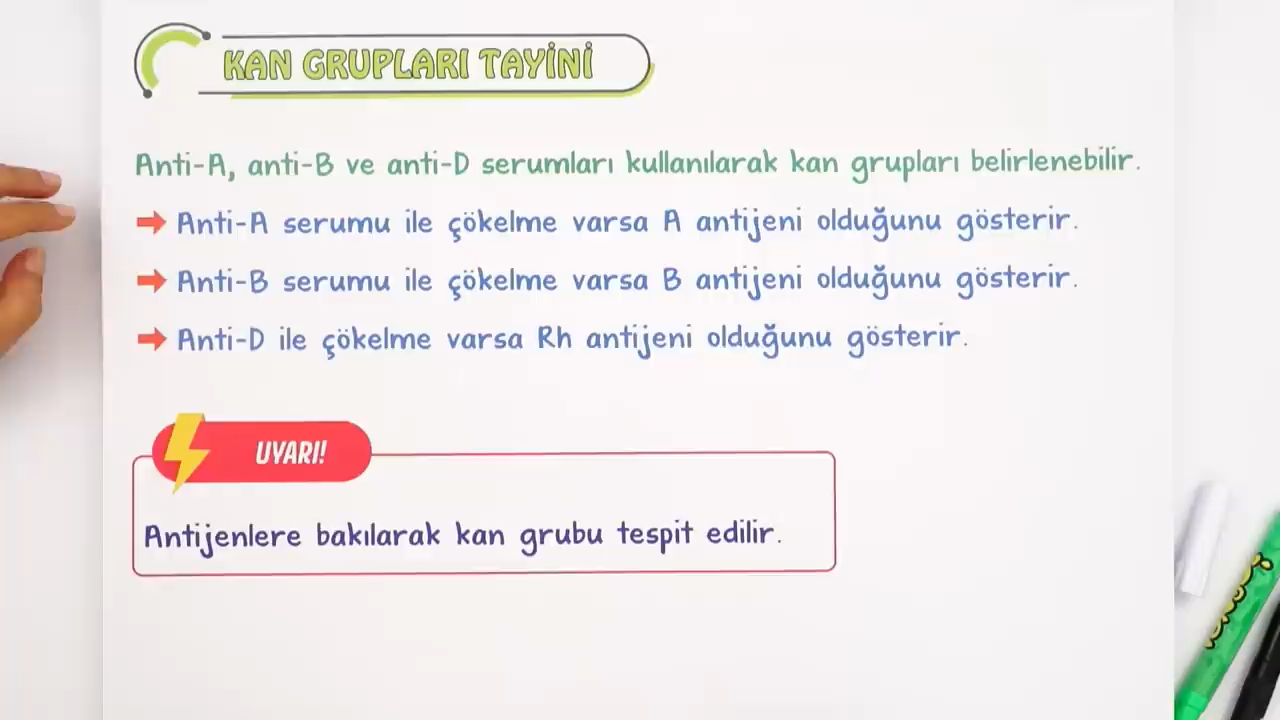 KAN GRUPLARI TAYİNİ
Anti-A, anti-B ve anti-D serumları kullanılarak kan grupları belirlenebilir.
Anti-A serumu ile çökelme varsa A antijeni olduğunu gösterir.
Anti-B serumu ile çökelme varsa B antijeni olduğunu gösterir.
Anti-D ile çökelme varsa Rh antijeni olduğunu gösterir.
UYARI!
Antijenlere bakılarak kan grubu tespit edilir.